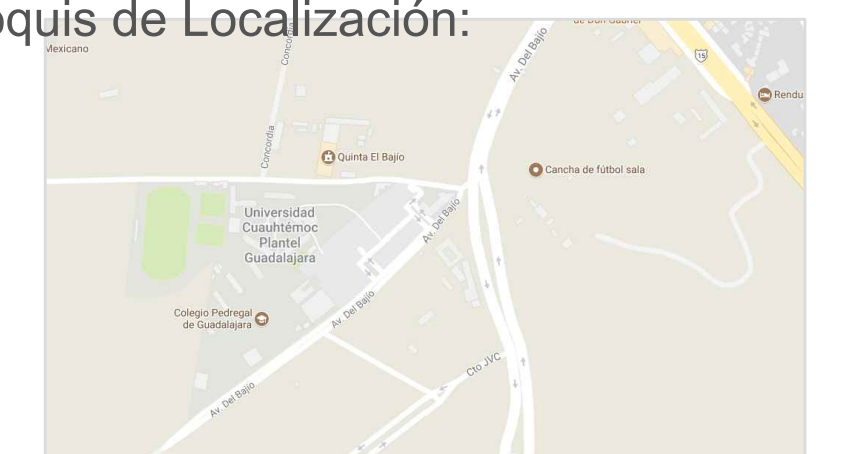 oquis de Localización:
Mexicano
Concordia
Av. Del Bajío
15
Rendu
Concordia
Quinta El Bajío
Cancha de fútbol sala
Universidad
Cuauhtémoc
Plantel
Guadalajara
Av. Del Bajío
Av. Del Bajío
Colegio Pedregal
de Guadalajara
Cto JVC
Av. Del Bajío